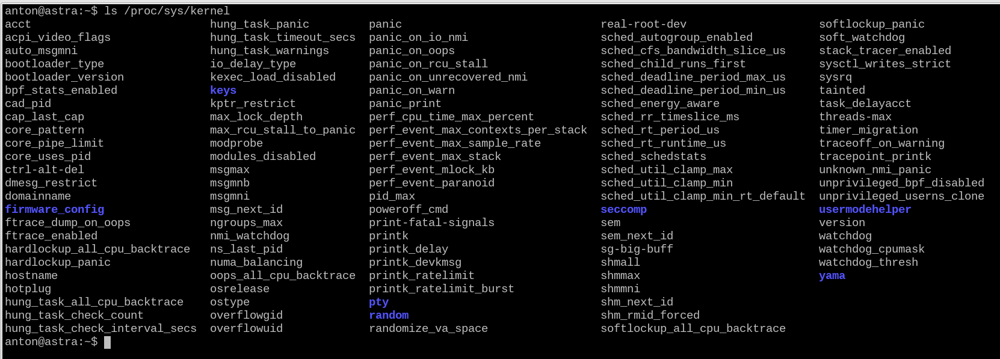 anton@astra:~$ ls /proc/sys/kernel
acct hung_task_panic panic real-root-dev softlockup_panic
acpi_video_flags hung_task_timeout_secs panic_on_io_nmi sched_autogroup_enabled soft_watchdog
auto_msgmni hung_task_warnings panic_on_oops sched_cfs_bandwidth_slice_us stack_tracer_enabled
bootloader_type io_delay_type panic_on_rcu_stall sched_child_runs_first sysctl_writes_strict
bootloader_version kexec_load_disabled panic_on_unrecovered_nmi sched_deadline_period_max_us sysrq
bpf_stats_enabled keys panic_on_warn sched_deadline_period_min_us tainted
cad_pid kptr_restrict panic_print sched_energy_aware task_delayacct
cap_last_cap max_lock_depth perf_cpu_time_max_percent sched_rr_timeslice_ms threads-max
core_pattern max_rcu_stall_to_panic perf_event_max_contexts_per_stack sched_rt_period_us timer_migration
core_pipe_limit modprobe perf_event_max_sample_rate sched_rt_runtime_us traceoff_on_warning
core_uses_pid modules_disabled perf_event_max_stack sched_schedstats tracepoint_printk
ctrl-alt-del msgmax perf_event_mlock_kb sched_util_clamp_max unknown_nmi_panic
dmesg_restrict msgmnb perf_event_paranoid sched_util_clamp_min unprivileged_bpf_disabled
domainname msgmni pid_max sched_util_clamp_min_rt_default unprivileged_userns_clone
firmware_config msg_next_id poweroff_cmd seccomp usermodehelper
ftrace_dump_on_oops ngroups_max print-fatal-signals sem version
ftrace_enabled nmi_watchdog printk sem_next_id watchdog
hardlockup_all_cpu_backtrace ns_last_pid printk_delay sg-big-buff watchdog_cpumask
hardlockup_panic numa_balancing printk_devkmsg shmall watchdog_thresh
hostname oops_all_cpu_backtrace printk_ratelimit shmmax yama
hotplug osrelease printk_ratelimit_burst shmmni
hung_task_all_cpu_backtrace ostype pty shm_next_id
hung_task_check_count overflowgid random shm_rmid_forced
hung_task_check_interval_secs overflowuid randomize_va_space softlockup_all_cpu_backtrace
anton@astra:~$